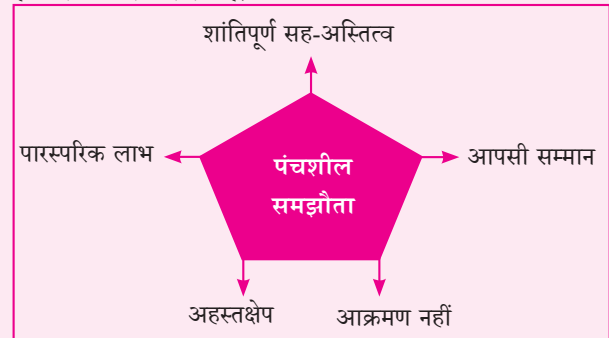 शांतिपूर्ण सह-अस्तित्व
पारस्परिक लाभ
पंचशील
समझौता
आपसी सम्मान
अहस्तक्षेप
आक्रमण नहीं